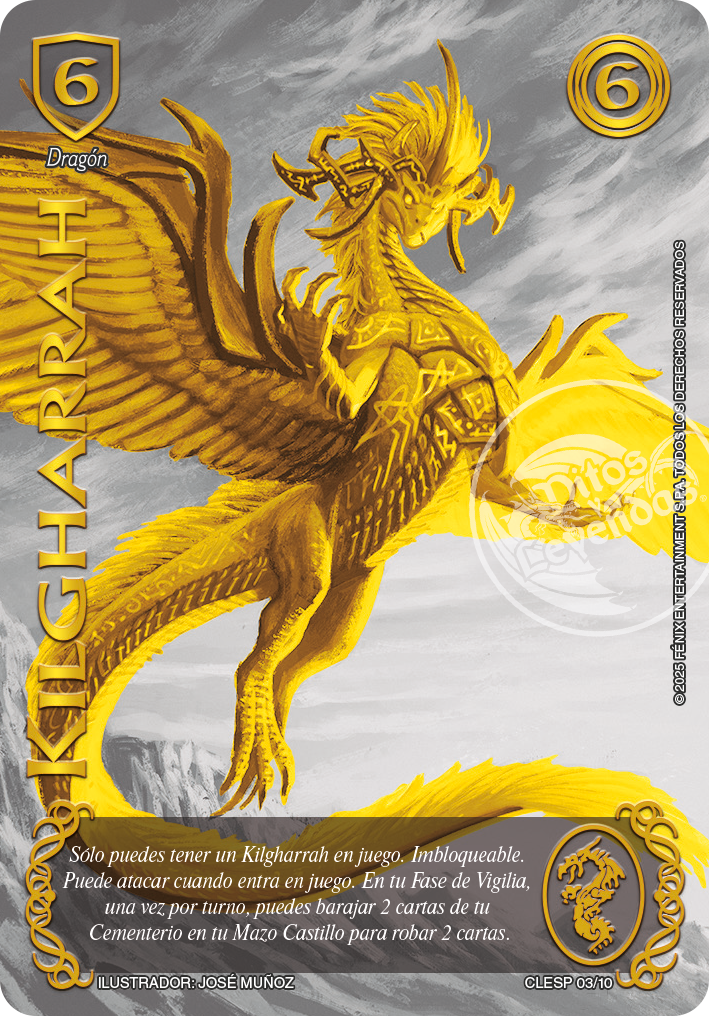 6
6
Dragón
KILGHARRAH
© 2025 FÉNIX ENTERTAINMENT S.P.A. TODOS LOS DERECHOS RESERVADOS
Mitos y Leyendas
Sólo puedes tener un Kilgharrah en juego. Imbloqueable.
Puede atacar cuando entra en juego. En tu Fase de Vigilia,
una vez por turno, puedes barajar 2 cartas de tu
Cementerio en tu Mazo Castillo para robar 2 cartas.
ILUSTRADOR: JOSÉ MUÑOZ
CLESP 03/10